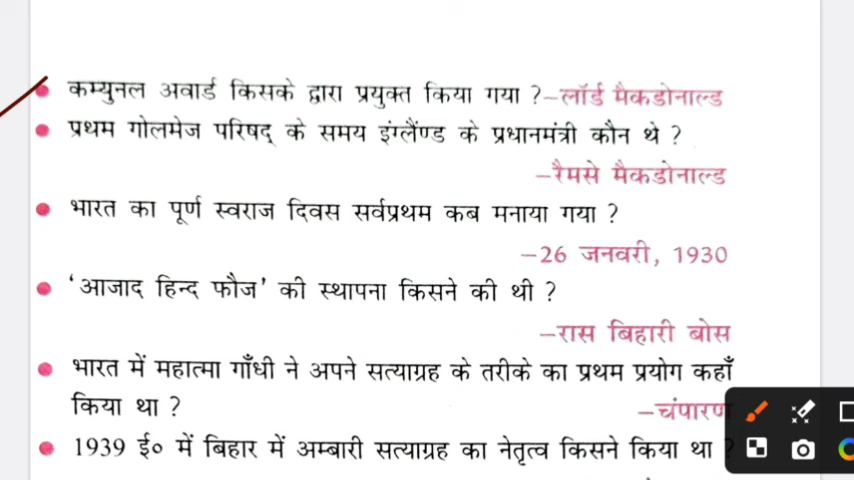 कम्युनल अवार्ड किसके द्वारा प्रयुक्त किया गया ?–लॉर्ड मैकडोनाल्ड
प्रथम गोलमेज परिषद् के समय इंग्लैण्ड के प्रधानमंत्री कौन थे ?
–रैमसे मैकडोनाल्ड
भारत का पूर्ण स्वराज दिवस सर्वप्रथम कब मनाया गया ?
–26 जनवरी, 1930
‘आजाद हिन्द फौज’ की स्थापना किसने की थी ?
–रास बिहारी बोस
भारत में महात्मा गाँधी ने अपने सत्याग्रह के तरीके का प्रथम प्रयोग कहाँ
किया था ?
–चंपारण
1939 ई० में बिहार में अम्बारी सत्याग्रह का नेतृत्व किसने किया था ?